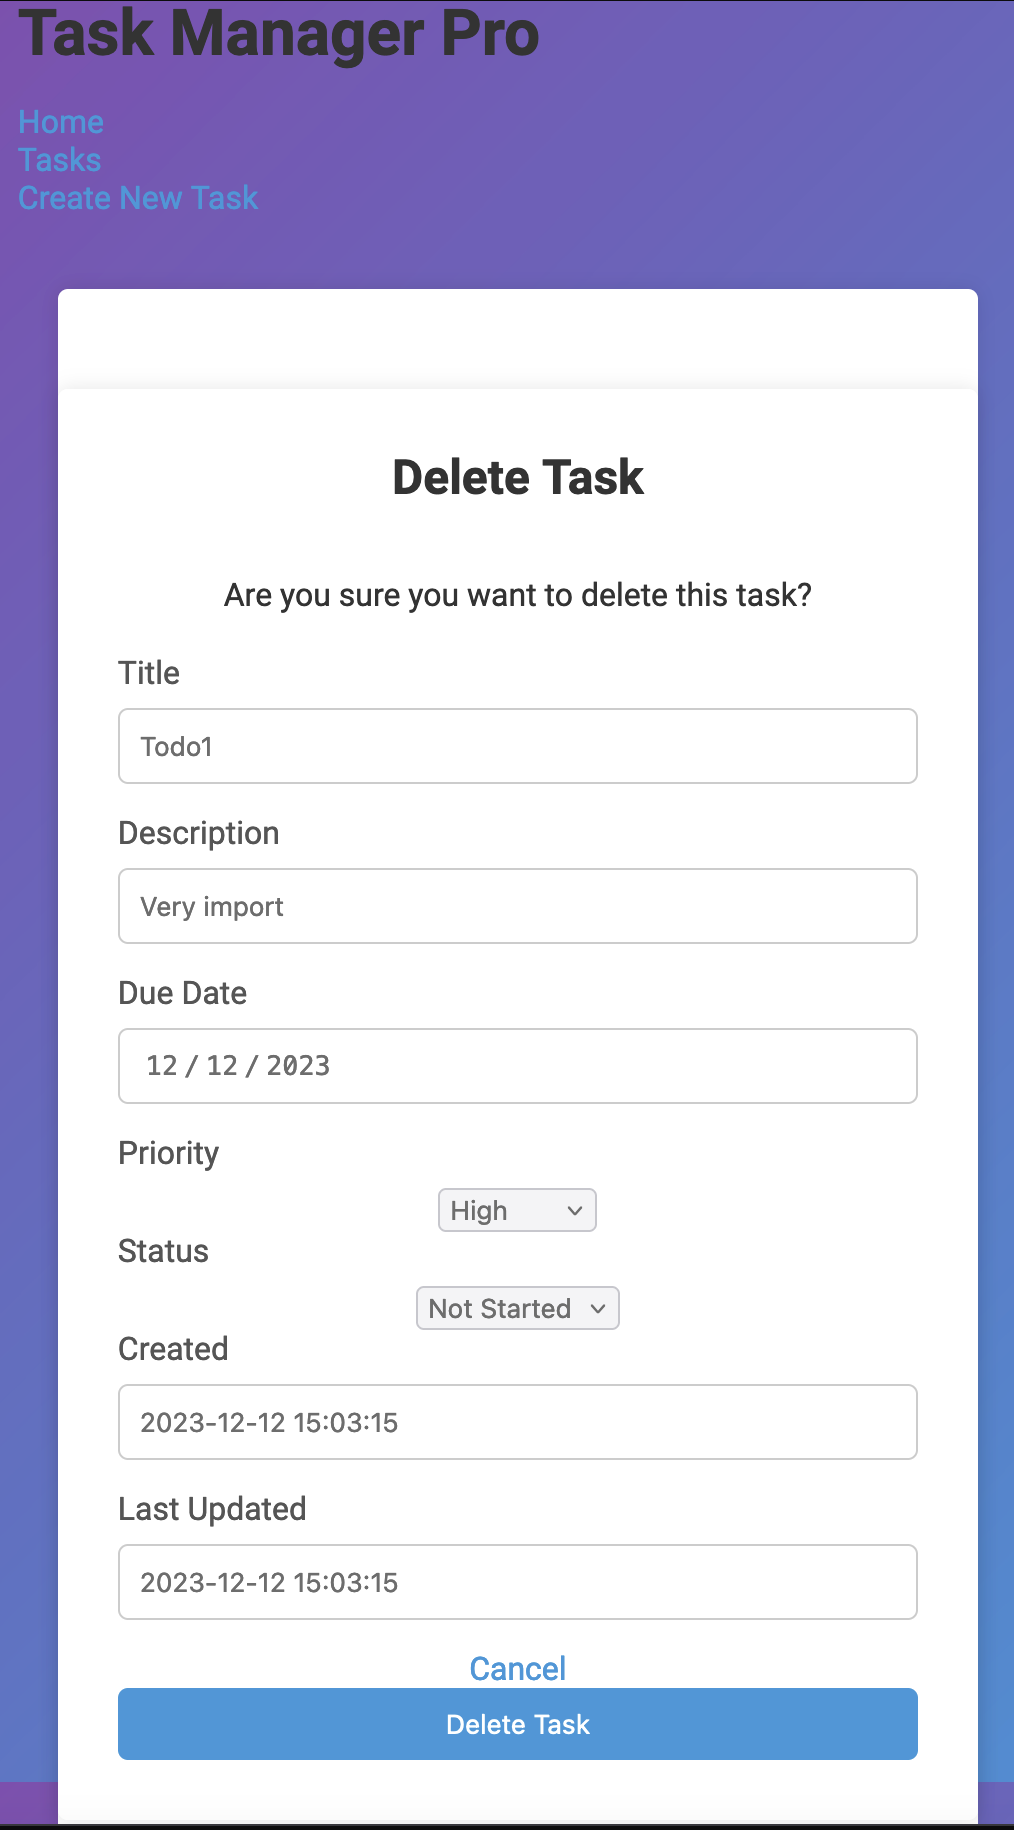 Task Manager Pro
Home
Tasks
Create New Task
Delete Task
Are you sure you want to delete this task?
Title
Todo1
Description
Very import
Due Date
12 / 12 / 2023
Priority
High
Status
Not Started
Created
2023-12-12 15:03:15
Last Updated
2023-12-12 15:03:15
Cancel
Delete Task